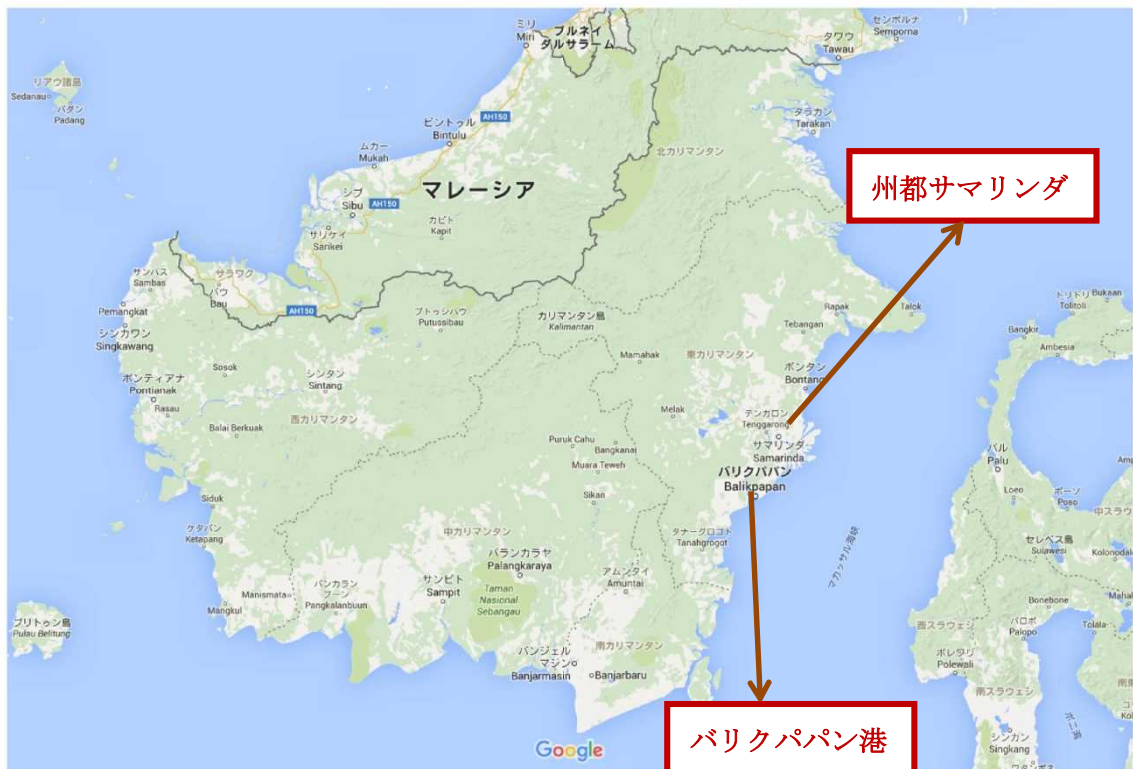 センポルナ
Semporna
ミリ
Miri
ブルネイ
ダルサラーム
タワウ
Tawau
リアウ諸島
Sedanau
パダン
Padang
AH150
ビントゥル
Bintulu
タラカン
Tarakan
ムカー
Mukah
北カリマンタン
州都サマリンダ
マレーシア
シブ
Sibu
AH150
カピト
Kapit
サリケイ
Sarikei
サンバス
Sambas
サラワク
バウ
Bau
AH150
Pemangkat
シンカワン
Singkawang
プトゥシバウ
Putussibau
カリマンタン島
Kalimantan
Rapak
Talok
Tebangan
トリトリ
Tolitoli
Bukaan
Bangkir
Ambesia
Mamahak
東カリマンタン
ボンタン
Bontang
Sosok
シンタン
Sintang
ポンティアナ
Pontianak
Rasau
西カリマンタン
Balai Berkuak
Melak
テンガロン
Tenggarong
サマリンダ
Samarinda
Puruk Cahu
Bangkanai
Muara Teweh
バリクパパン
Balikpapan
パル
Palu
Amp
Siduk
Sikan
Loeo
ポーソ
Poso
中スラウ
ケタパン
Ketapang
中カリマンタン
タナーグロゴト
Tanahgrogot
マカッサル海峡
セレベス島
Sulawesi
Kolonodal
パランカラヤ
Palangkaraya
アムンタイ
Amuntai
パンカラン
ブーン
Pangkalanbuun
Manismata
サンピト
Sampit
Taman
Nasional
Sebangau
Mangkul
ブリトゥン島
Pulau Belitung
Bonebone
Mahal
西スラウェシ
パロポ
Palopo
Tolala
南カリマンタン
バンジェル
マシン
Banjarmasin
Banjarbaru
ポレワリ
Polewali
南スラウェシ
バリクパパン港
ボニ湾
シンカン
Singkang
Google